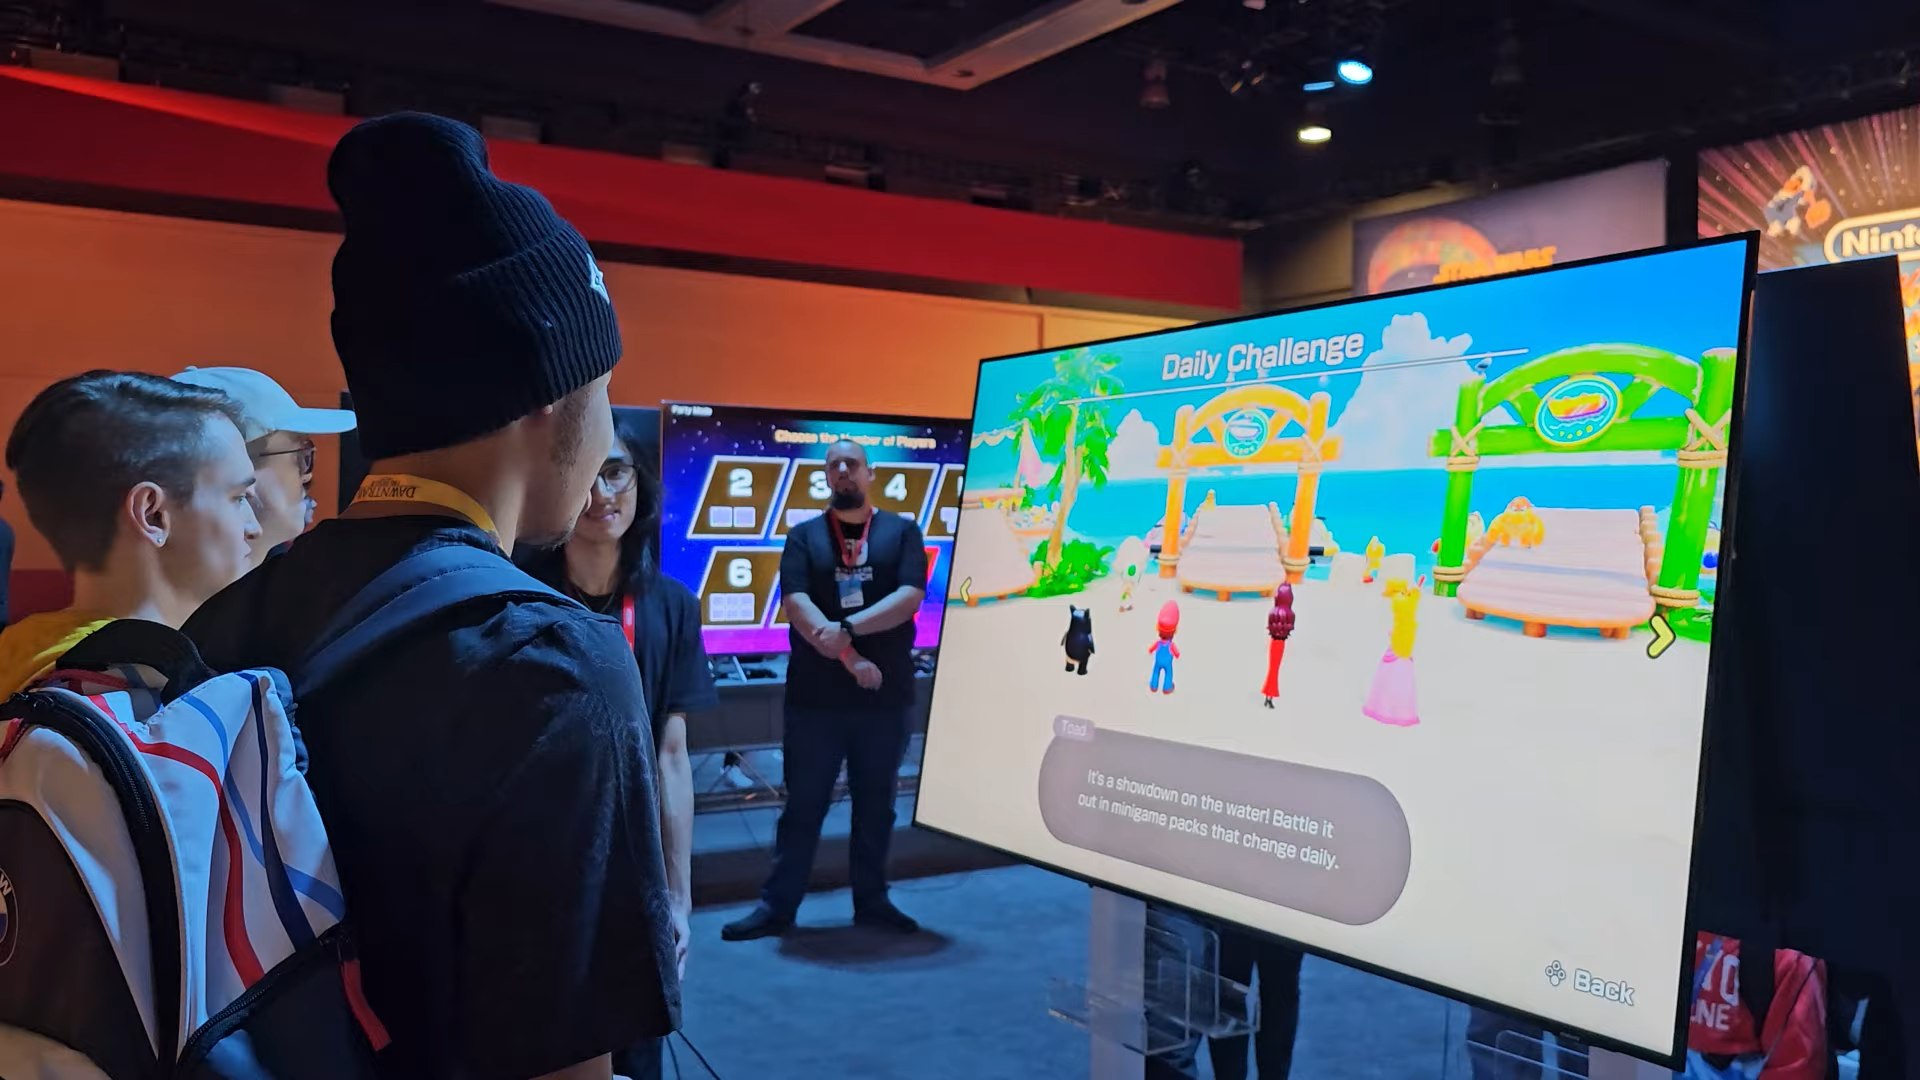 Party Mode
Choose the Number of Players
2
3
4
6
DAWNTRAIL
STAR WARS
Daily Challenge
Toad
It's a showdown on the water! Battle it
out in minigame packs that change daily.
Back